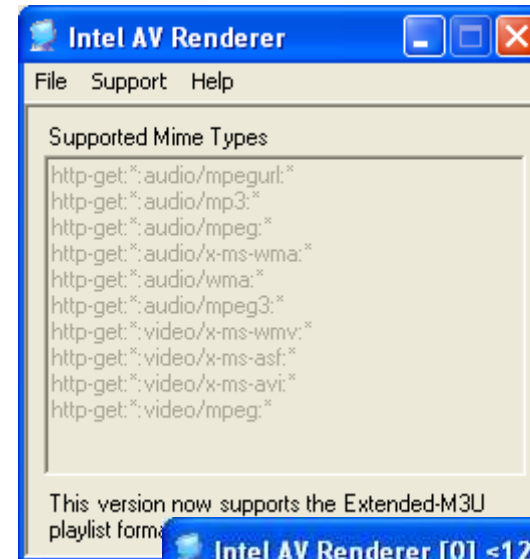 Intel AV Renderer
File Support Help
Supported Mime Types
http-get:*:audio/mpegurl:*
http-get:*:audio/mp3:*
http-get:*:audio/mpeg:*
http-get:*:audio/x-ms-wma:*
http-get:*:audio/wma:*
http-get:*:audio/mpeg3:*
http-get:*:video/x-ms-wmv:*
http-get:*:video/x-ms-asf:*
http-get:*:video/x-ms-avi:*
http-get:*:video/mpeg:*
This version now supports the Extended-M3U
playlist forma
Intel AV Renderer [0] <12